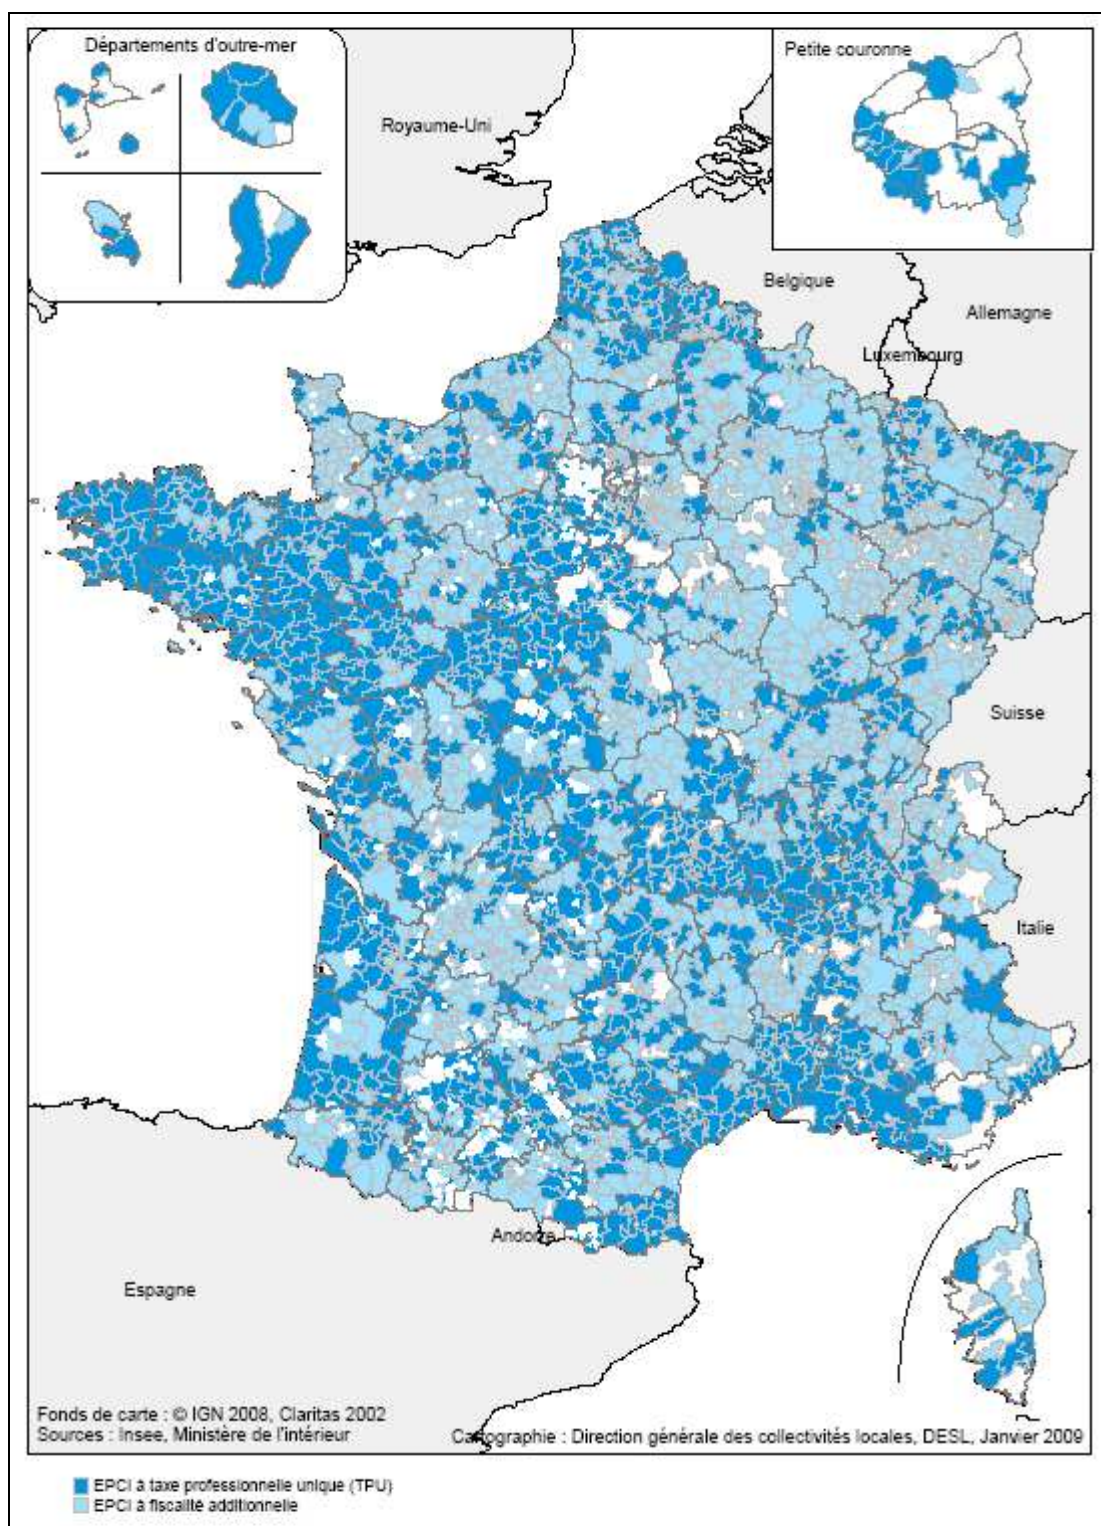 Départements d'outre-mer
Petite couronne
Royaume-Uni
Belgique
Allemagne
Luxembourg
Suisse
Italie
Andorre
Espagne
Fonds de carte : © IGN 2008, Claritas 2002
Sources : Insee, Ministère de l'intérieur
Cartographie : Direction générale des collectivités locales, DESL, Janvier 2009
EPCI à taxe professionnelle unique (TPU)
EPCI à fiscalité additionnelle